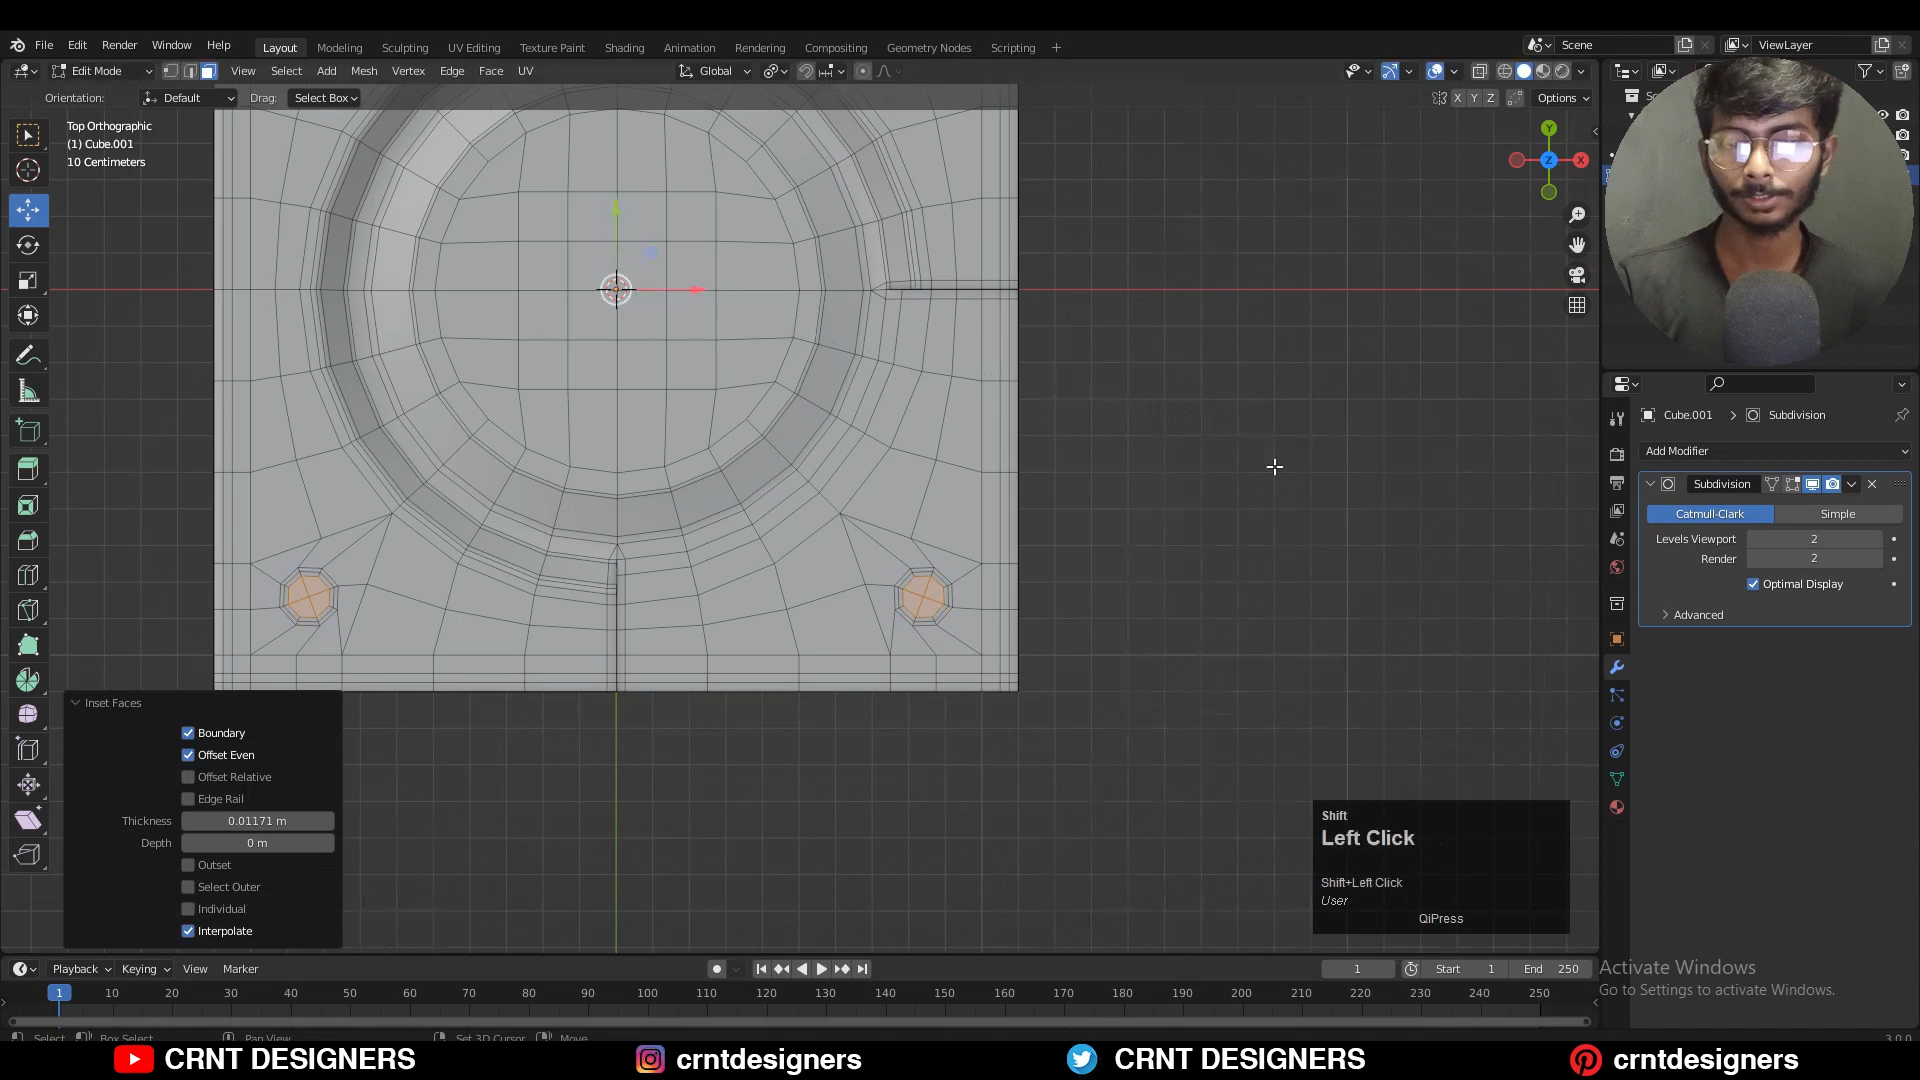 File Edit Render Window Help Layout Modeling Sculpting UV Editing Texture Paint Shading Animation Rendering Compositing Geometry Nodes Scripting + Scene ViewLayer
Edit Mode View Select Add Mesh Vertex Edge Face UV Global
Orientation: Default Drag: Select Box X Y Z Options
Top Orthographic
(1) Cube.001
10 Centimeters
Y
Z X
Cube.001 > Subdivision
Add Modifier
Subdivision
Catmull-Clark Simple
Levels Viewport 2
Render 2
Optimal Display
Advanced
Inset Faces
Boundary
Offset Even
Offset Relative
Edge Rail
Thickness 0.01171 m
Depth 0 m
Outset
Select Outer
Individual
Interpolate
Shift
Left Click
Shift+Left Click
User
QiPress
Playback Keying View Marker 1 Start 1 End 250
Activate Windows
Go to Settings to activate Windows.
1 10 20 30 40 50 60 70 80 90 100 110 120 130 140 150 160 170 180 190 200 210 220 230 240 250
Select Box Select Pan View Set 3D Cursor Move 3.0.0
CRNT DESIGNERS crntdesigners CRNT DESIGNERS crntdesigners